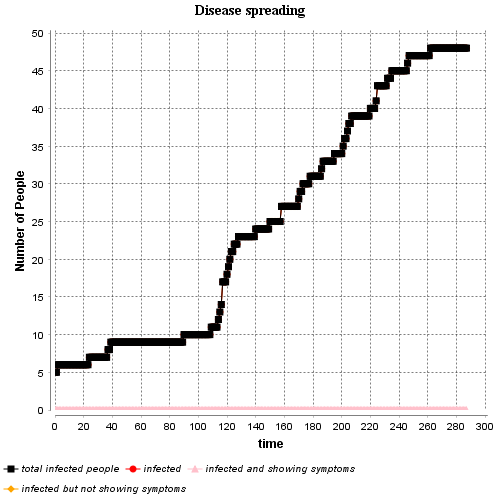 Disease spreading
50
45
40
35
30
25
20
15
10
5
0
Number of People
0 20 40 60 80 100 120 140 160 180 200 220 240 260 280 300
time
total infected people infected infected and showing symptoms
infected but not showing symptoms